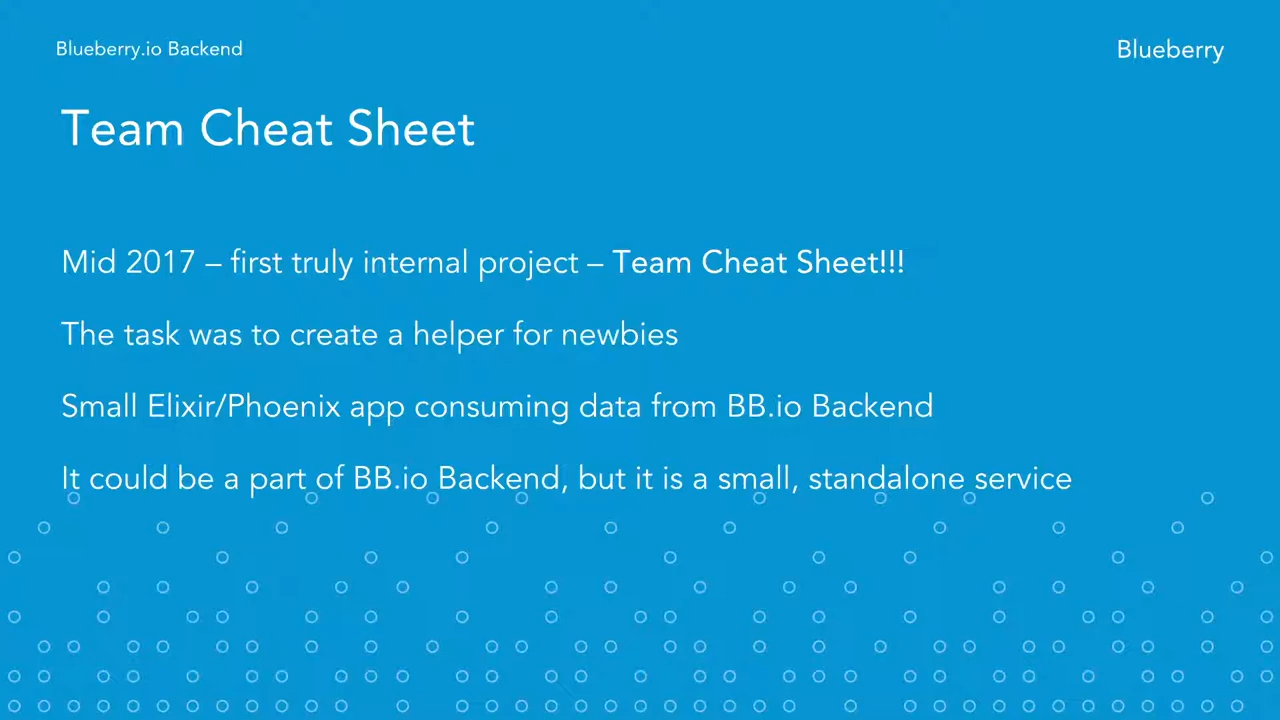 Blueberry.io Backend
Blueberry
Team Cheat Sheet
Mid 2017 – first truly internal project – Team Cheat Sheet!!!
The task was to create a helper for newbies
Small Elixir/Phoenix app consuming data from BB.io Backend
It could be a part of BB.io Backend, but it is a small, standalone service